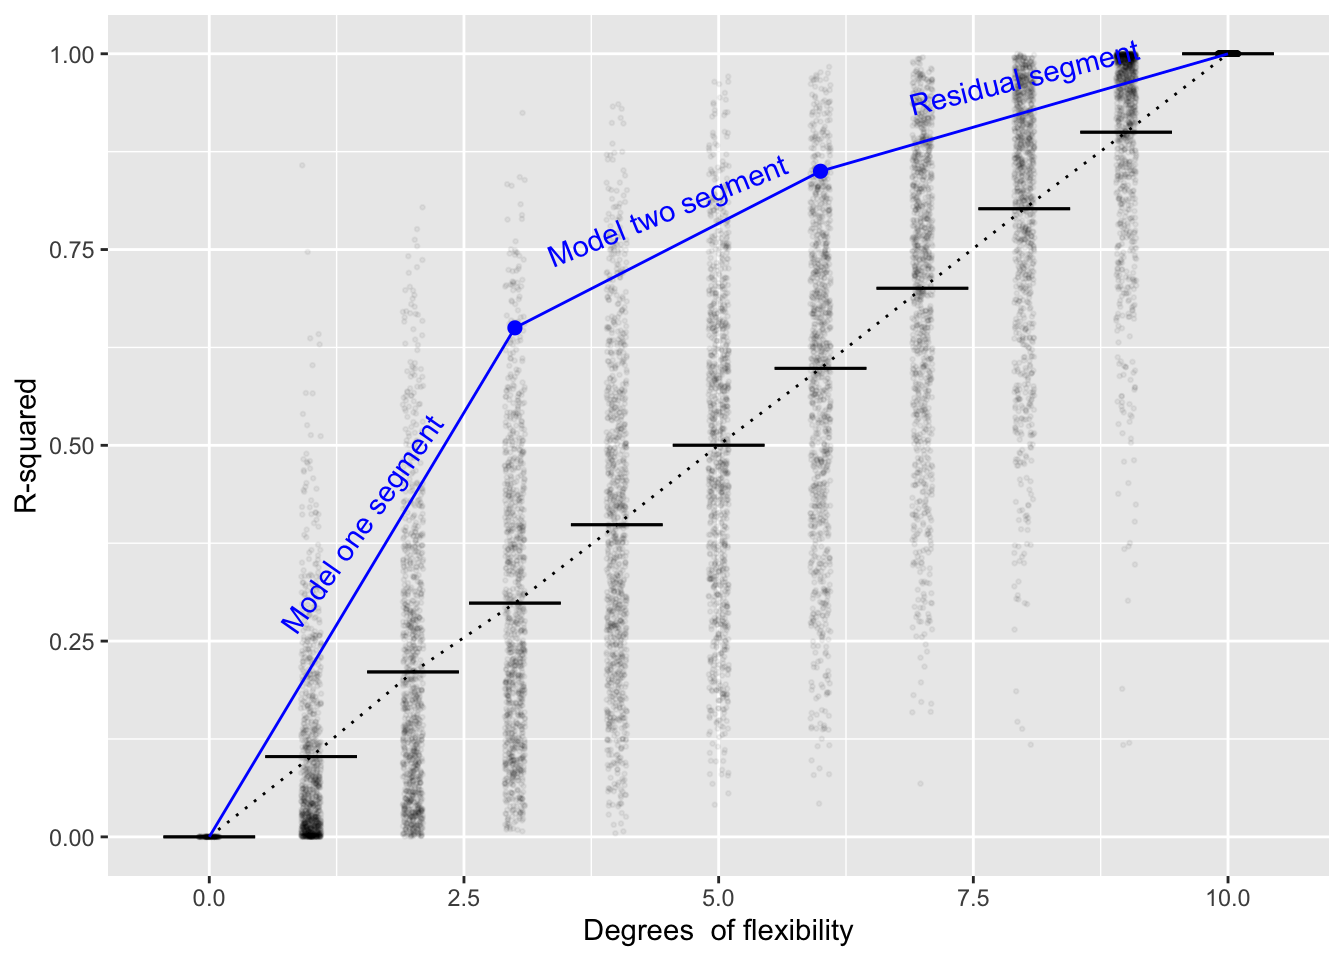 1.00
0.75
0.50
0.25
0.00
R-squared
Residual segment
Model two segment
Model one segment
0.0
2.5
5.0
7.5
10.0
Degrees  of flexibility